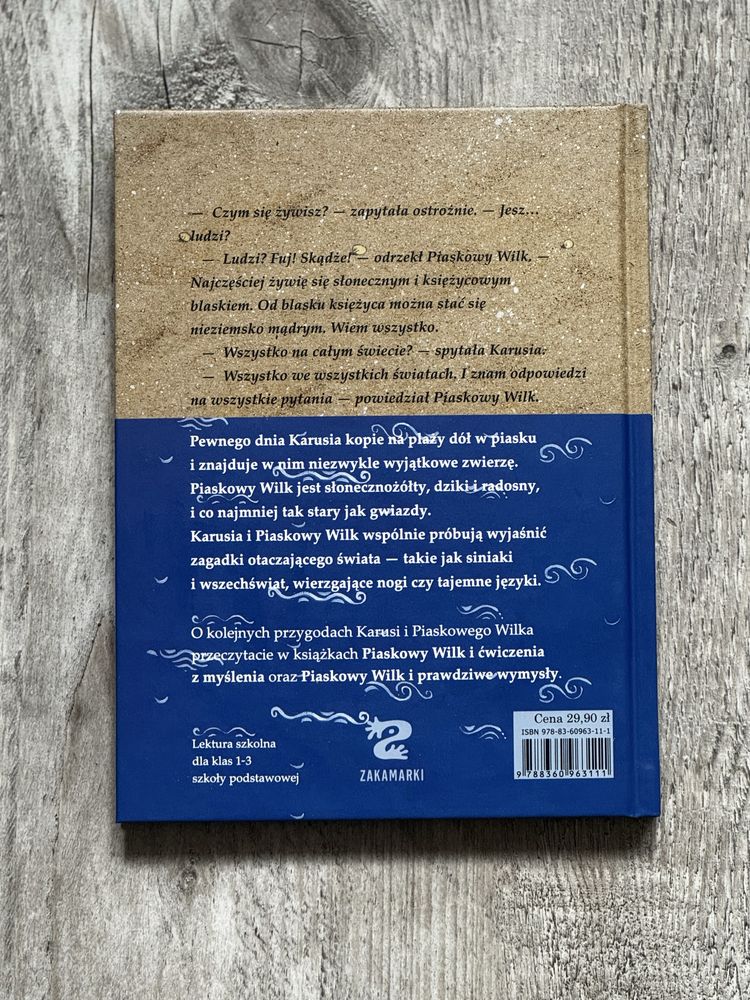 — Czym się żywisz? — zapytała ostrożnie. — Jesz...
ludzi?
— Ludzi? Fuj! Skądże! — odrzekł Piaskowy Wilk. —
Najczęściej żywię się słonecznym i księżycowym
blaskiem. Od blasku księżyca można stać się
nieziemsko mądrym. Wiem wszystko.
— Wszystko na całym świecie? — spytała Karusia.
— Wszystko we wszystkich światach. I znam odpowiedzi
na wszystkie pytania — powiedział Piaskowy Wilk.
Pewnego dnia Karusia kopie na plaży dół w piasku
i znajduje w nim niezwykle wyjątkowe zwierzę.
Piaskowy Wilk jest słonecznożółty, dziki i radosny,
i co najmniej tak stary jak gwiazdy.
Karusia i Piaskowy Wilk wspólnie próbują wyjaśnić
zagadki otaczającego świata — takie jak siniaki
i wszechświat, wierzgające nogi czy tajemne języki.
O kolejnych przygodach Karusi i Piaskowego Wilka
przeczytacie w książkach Piaskowy Wilk i ćwiczenia
z myślenia oraz Piaskowy Wilk i prawdziwe wymysły.
Lektura szkolna
dla klas 1-3
szkoły podstawowej
ZAKAMARKI
Cena 29,90 zł
ISBN 978-83-60963-11-1
9 788360 963111